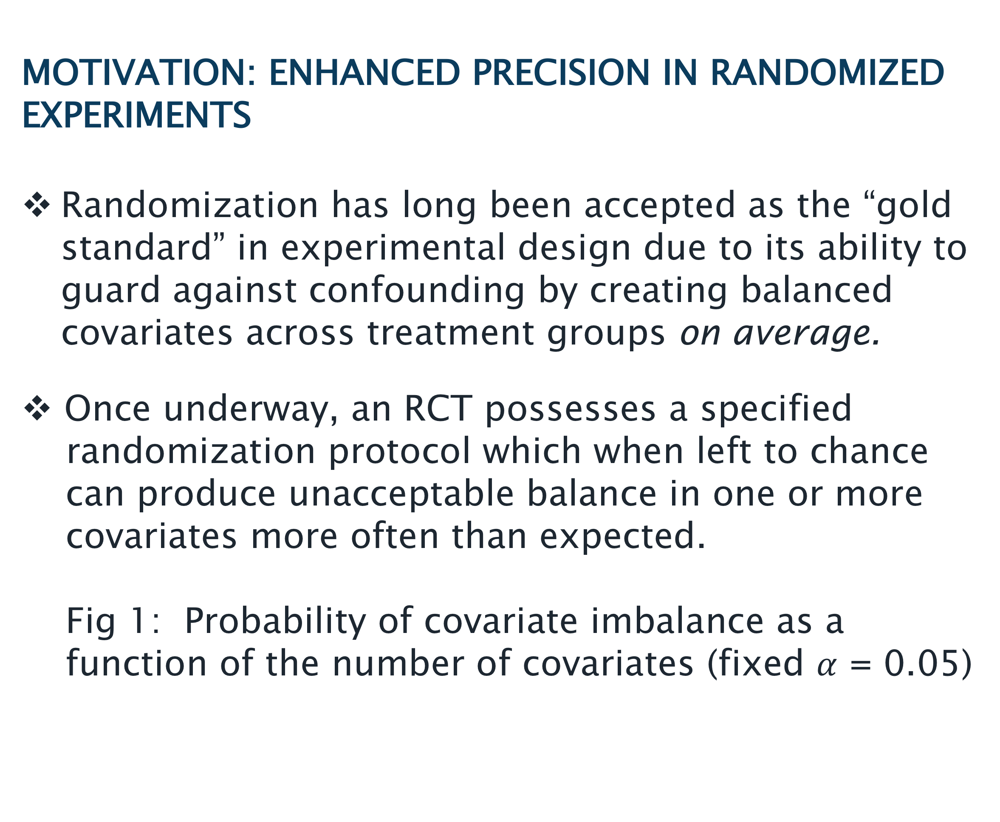 MOTIVATION: ENHANCED PRECISION IN RANDOMIZED
EXPERIMENTS
❖ Randomization has long been accepted as the “gold
standard” in experimental design due to its ability to
guard against confounding by creating balanced
covariates across treatment groups on average.
❖ Once underway, an RCT possesses a specified
randomization protocol which when left to chance
can produce unacceptable balance in one or more
covariates more often than expected.
Fig 1: Probability of covariate imbalance as a
function of the number of covariates (fixed α = 0.05)